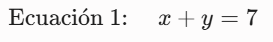 Ecuación 1: x + y = 7